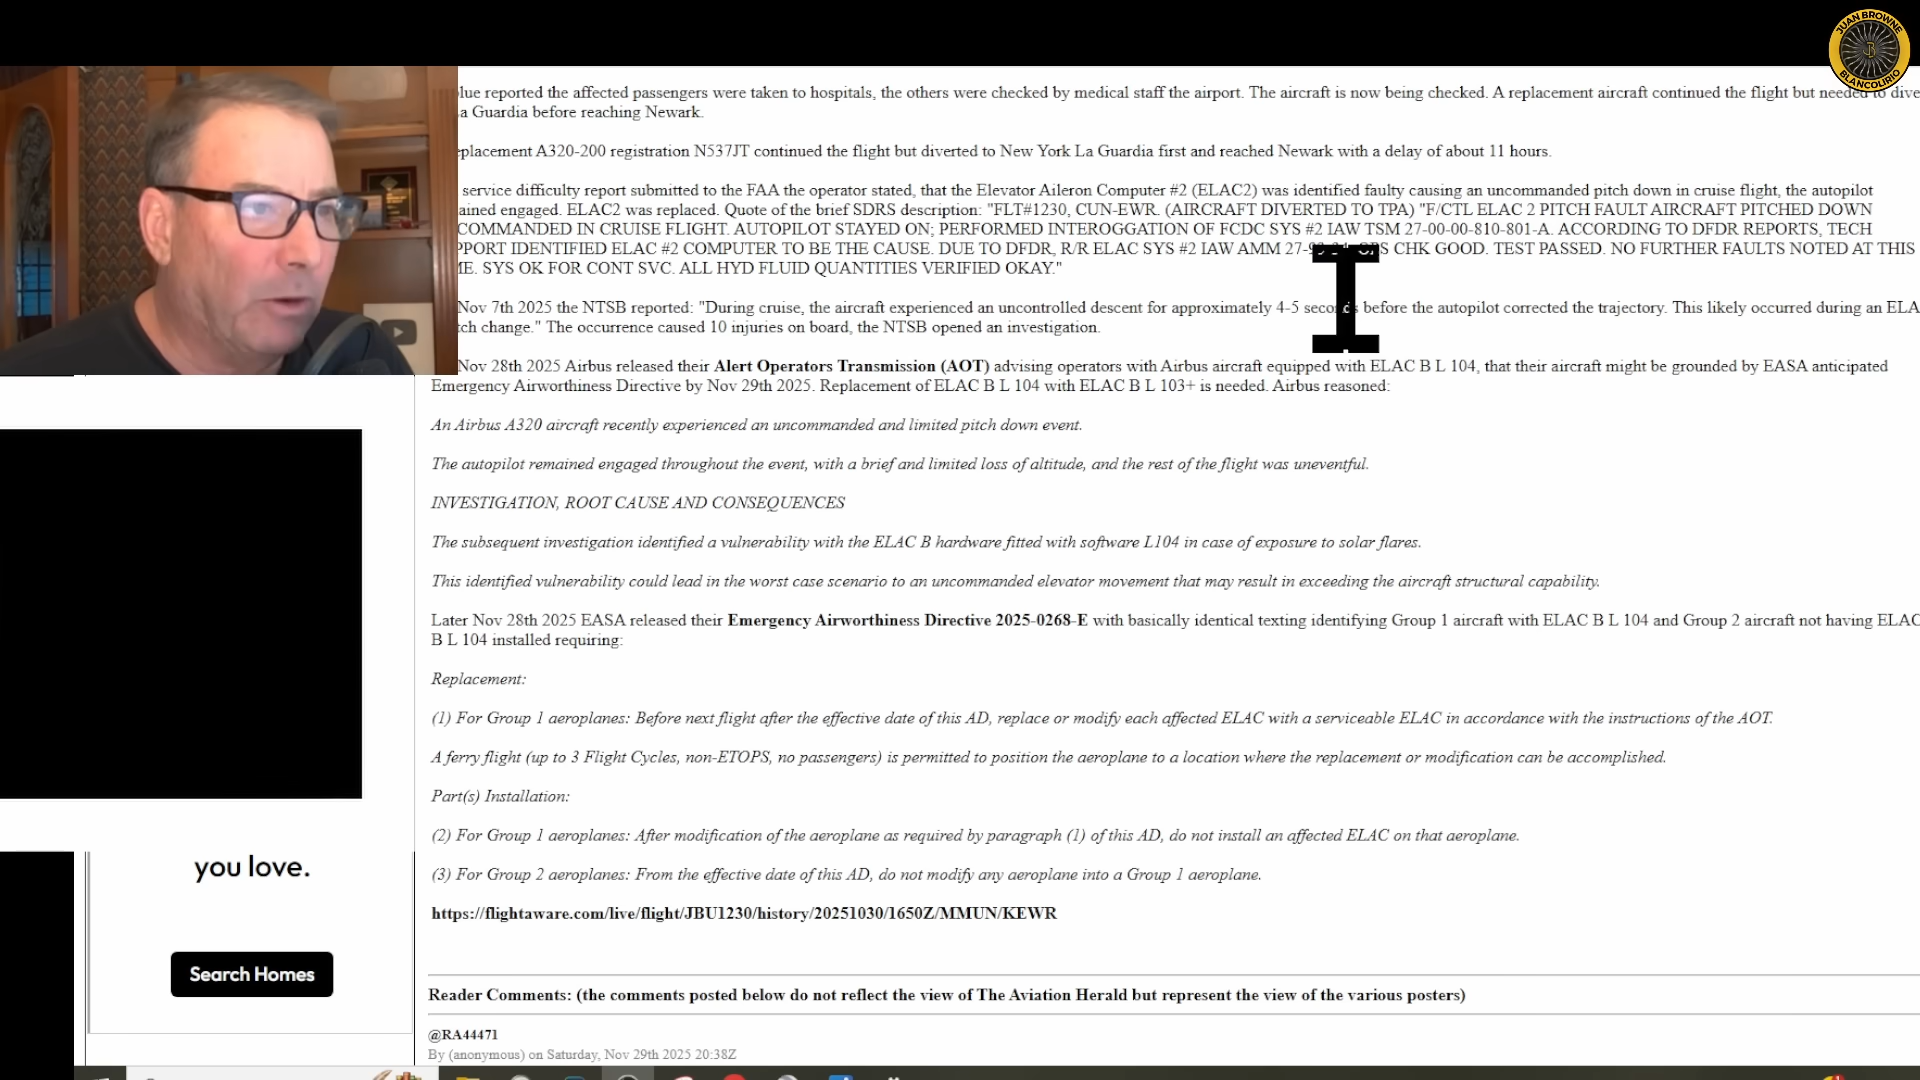 JUAN BROWNE
BLANCOLIRIO
lue reported the affected passengers were taken to hospitals, the others were checked by medical staff the airport. The aircraft is now being checked. A replacement aircraft continued the flight but needed to dive
a Guardia before reaching Newark.
placement A320-200 registration N537JT continued the flight but diverted to New York La Guardia first and reached Newark with a delay of about 11 hours.
service difficulty report submitted to the FAA the operator stated, that the Elevator Aileron Computer #2 (ELAC2) was identified faulty causing an uncommanded pitch down in cruise flight, the autopilot
ained engaged. ELAC2 was replaced. Quote of the brief SDRS description: "FLT#1230, CUN-EWR. (AIRCRAFT DIVERTED TO TPA) "F/CTL ELAC 2 PITCH FAULT AIRCRAFT PITCHED DOWN
COMMANDED IN CRUISE FLIGHT. AUTOPILOT STAYED ON; PERFORMED INTEROGGATION OF FCDC SYS #2 IAW TSM 27-00-00-810-801-A. ACCORDING TO DFDR REPORTS, TECH
PPORT IDENTIFIED ELAC #2 COMPUTER TO BE THE CAUSE. DUE TO DFDR, R/R ELAC SYS #2 IAW AMM CHK GOOD. TEST PASSED. NO FURTHER FAULTS NOTED AT THIS
E. SYS OK FOR CONT SVC. ALL HYD FLUID QUANTITIES VERIFIED OKAY."
Nov 7th 2025 the NTSB reported: "During cruise, the aircraft experienced an uncontrolled descent for approximately 4-5 seconds before the autopilot corrected the trajectory. This likely occurred during an ELA
tch change." The occurrence caused 10 injuries on board, the NTSB opened an investigation.
Nov 28th 2025 Airbus released their Alert Operators Transmission (AOT) advising operators with Airbus aircraft equipped with ELAC B L 104, that their aircraft might be grounded by EASA anticipated
Emergency Airworthiness Directive by Nov 29th 2025. Replacement of ELAC B L 104 with ELAC B L 103+ is needed. Airbus reasoned:
An Airbus A320 aircraft recently experienced an uncommanded and limited pitch down event.
The autopilot remained engaged throughout the event, with a brief and limited loss of altitude, and the rest of the flight was uneventful.
INVESTIGATION, ROOT CAUSE AND CONSEQUENCES
The subsequent investigation identified a vulnerability with the ELAC B hardware fitted with software L104 in case of exposure to solar flares.
This identified vulnerability could lead in the worst case scenario to an uncommanded elevator movement that may result in exceeding the aircraft structural capability.
Later Nov 28th 2025 EASA released their Emergency Airworthiness Directive 2025-0268-E with basically identical texting identifying Group 1 aircraft with ELAC B L 104 and Group 2 aircraft not having ELAC
B L 104 installed requiring:
Replacement:
(1) For Group 1 aeroplanes: Before next flight after the effective date of this AD, replace or modify each affected ELAC with a serviceable ELAC in accordance with the instructions of the AOT.
A ferry flight (up to 3 Flight Cycles, non-ETOPS, no passengers) is permitted to position the aeroplane to a location where the replacement or modification can be accomplished.
Part(s) Installation:
(2) For Group 1 aeroplanes: After modification of the aeroplane as required by paragraph (1) of this AD, do not install an affected ELAC on that aeroplane.
(3) For Group 2 aeroplanes: From the effective date of this AD, do not modify any aeroplane into a Group 1 aeroplane.
https://flightaware.com/live/flight/JBU1230/history/20251030/1650Z/MMUN/KEWR
you love.
Search Homes
Reader Comments: (the comments posted below do not reflect the view of The Aviation Herald but represent the view of the various posters)
@RA44471
By (anonymous) on Saturday, Nov 29th 2025 20:38Z